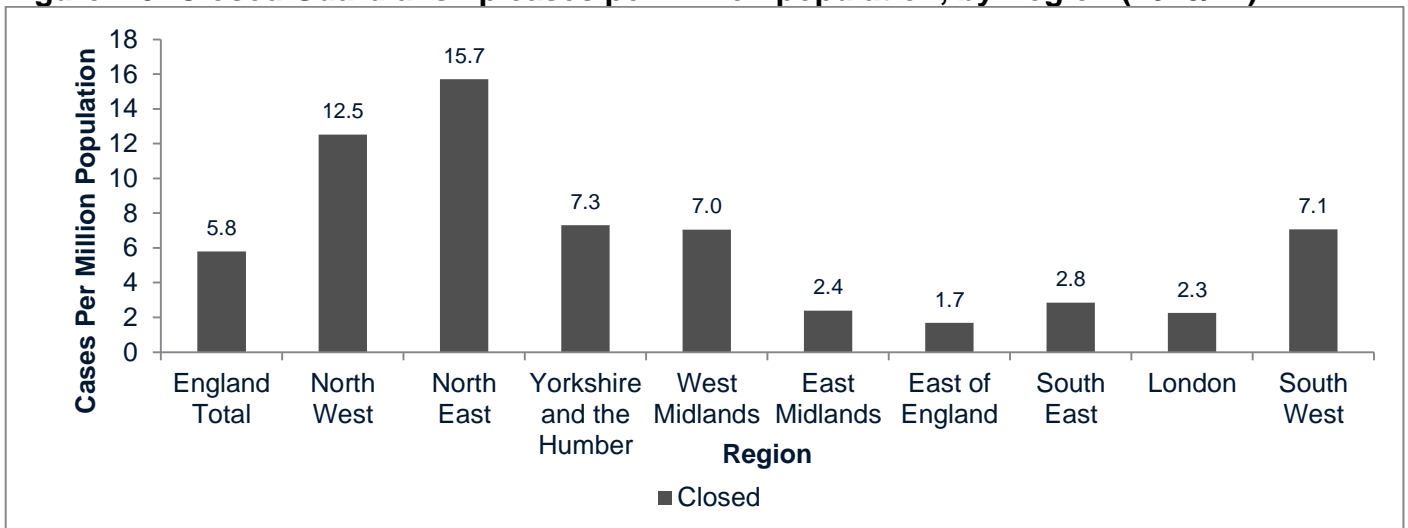 18
16
14
12
10
8
6
4
2
0
Cases Per Million Population
5.8
12.5
15.7
7.3
7.0
2.4
1.7
2.8
2.3
7.1
England Total
North West
North East
Yorkshire and the Humber
West Midlands
East Midlands
East of England
South East
London
South West
Region
Closed